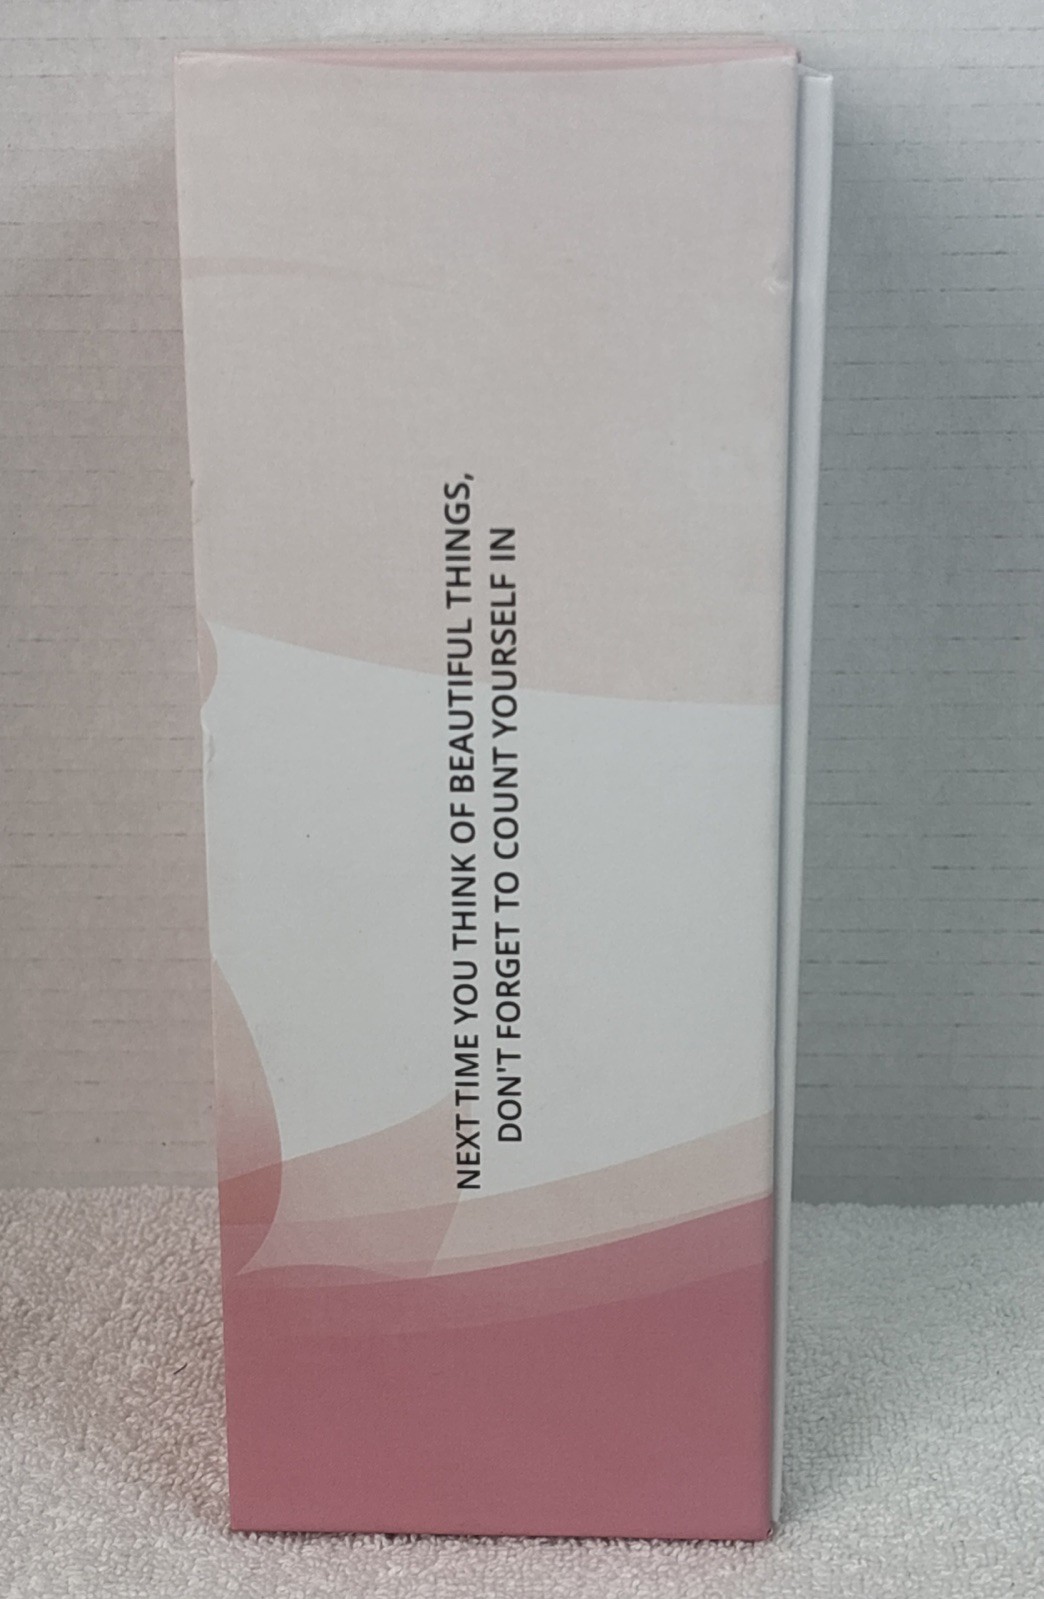 NEXT TIME YOU THINK OF BEAUTIFUL THINGS,
DON'T FORGET TO COUNT YOURSELF IN